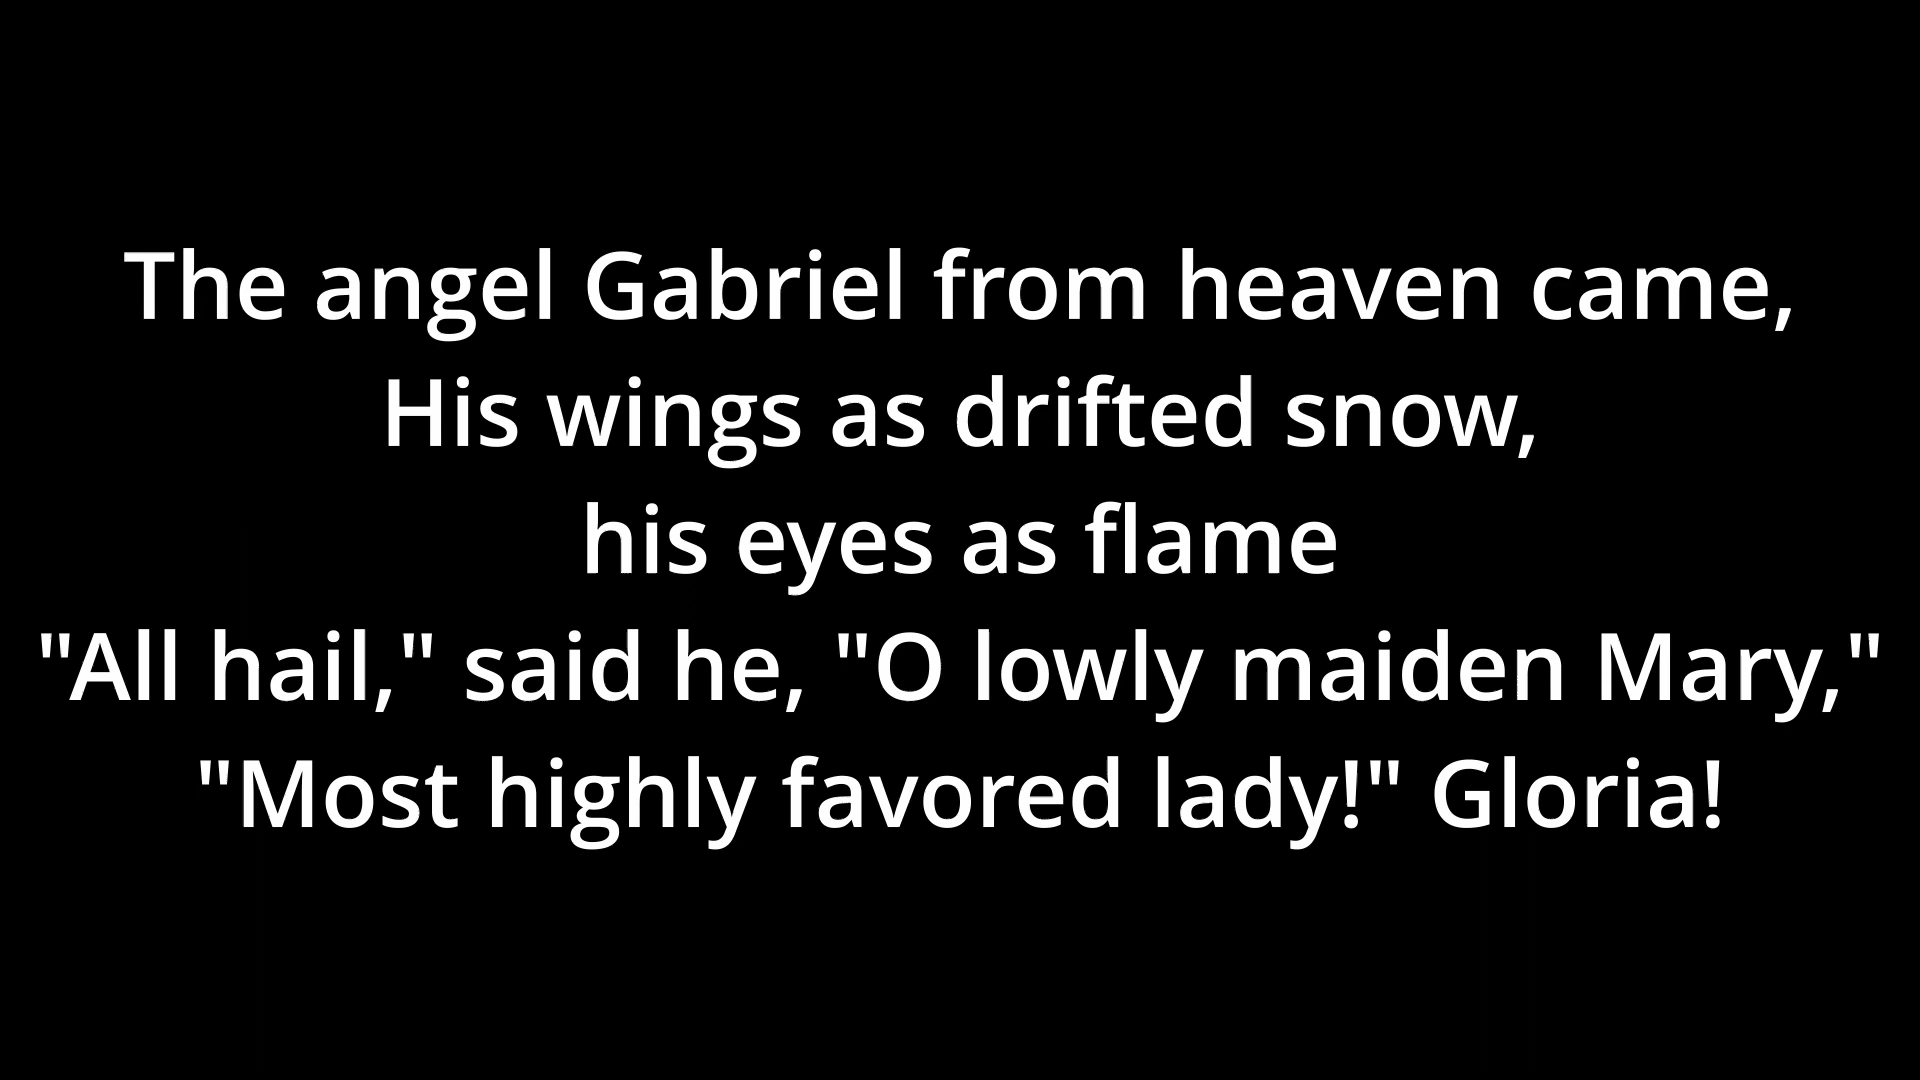 The angel Gabriel from heaven came,
His wings as drifted snow,
his eyes as flame
"All hail," said he, "O lowly maiden Mary,"
"Most highly favored lady!" Gloria!